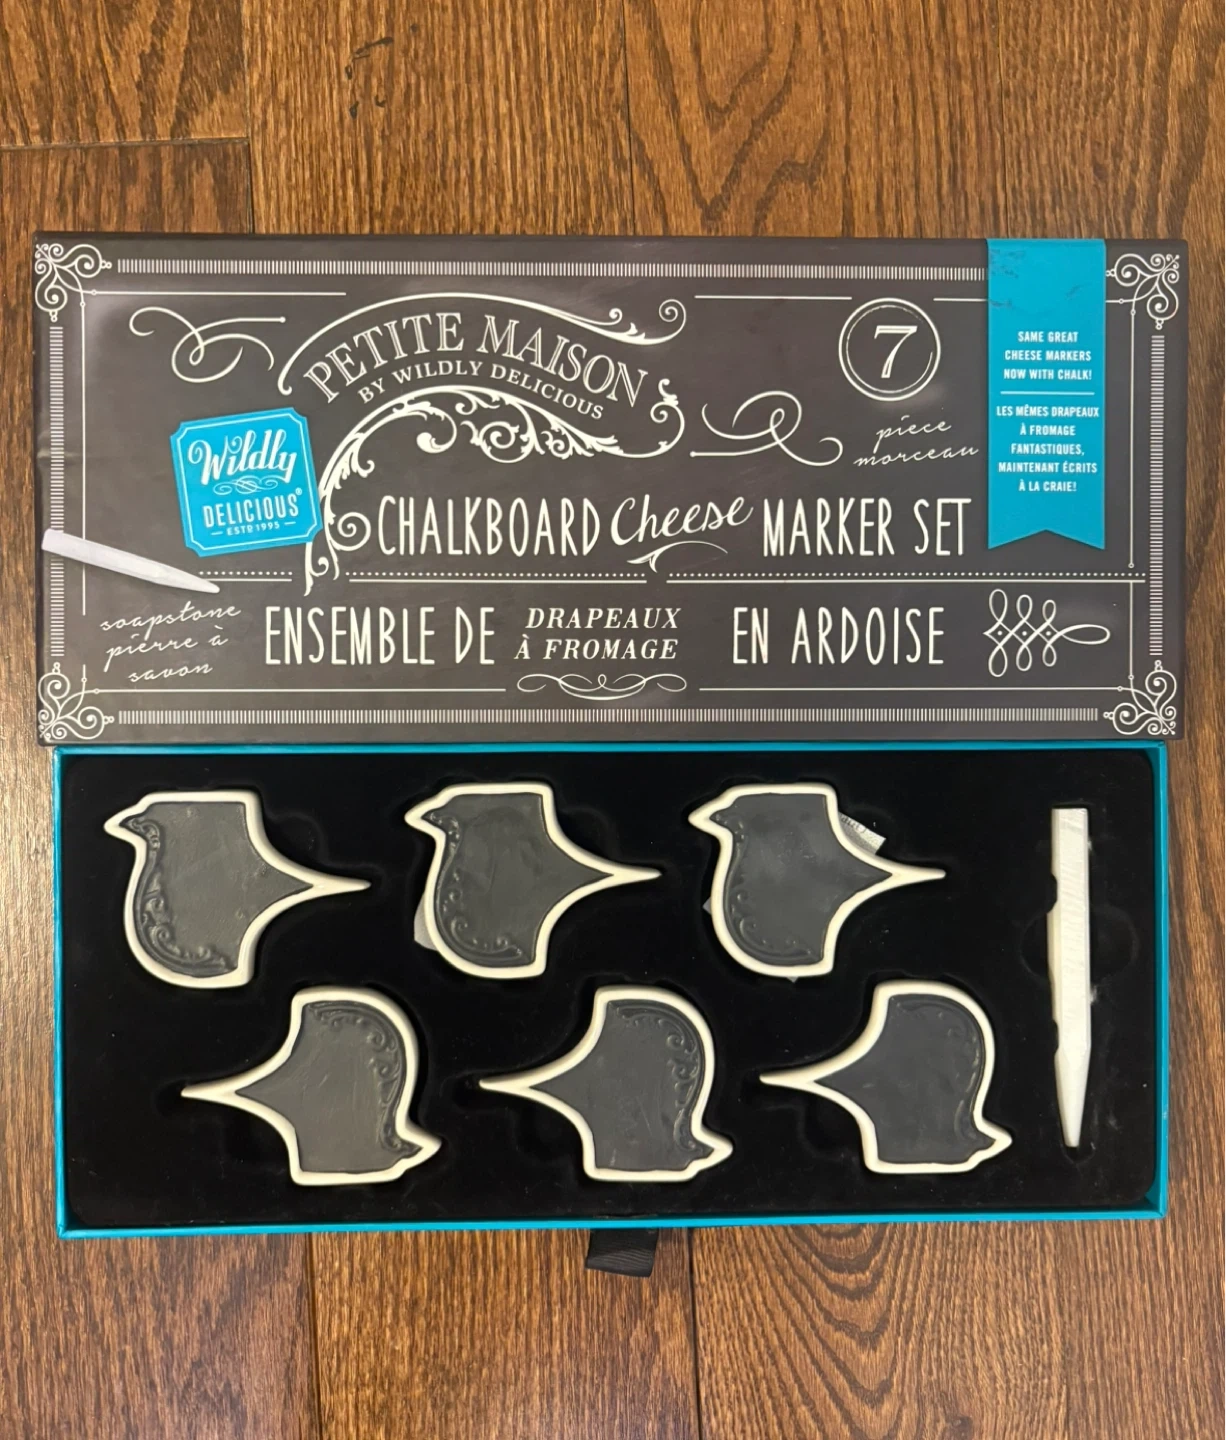 PETITE MAISON
BY WILDLY DELICIOUS
7
piece
morceau
SAME GREAT
CHEESE MARKERS
NOW WITH CHALK!
LES MÊMES DRAPEAUX
À FROMAGE
FANTASTIQUES,
MAINTENANT ÉCRITS
À LA CRAIE!
Wildly
DELICIOUS®
ESTD 1995
CHALKBOARD Cheese MARKER SET
soapstone
pierre à
savon
ENSEMBLE DE DRAPEAUX À FROMAGE EN ARDOISE